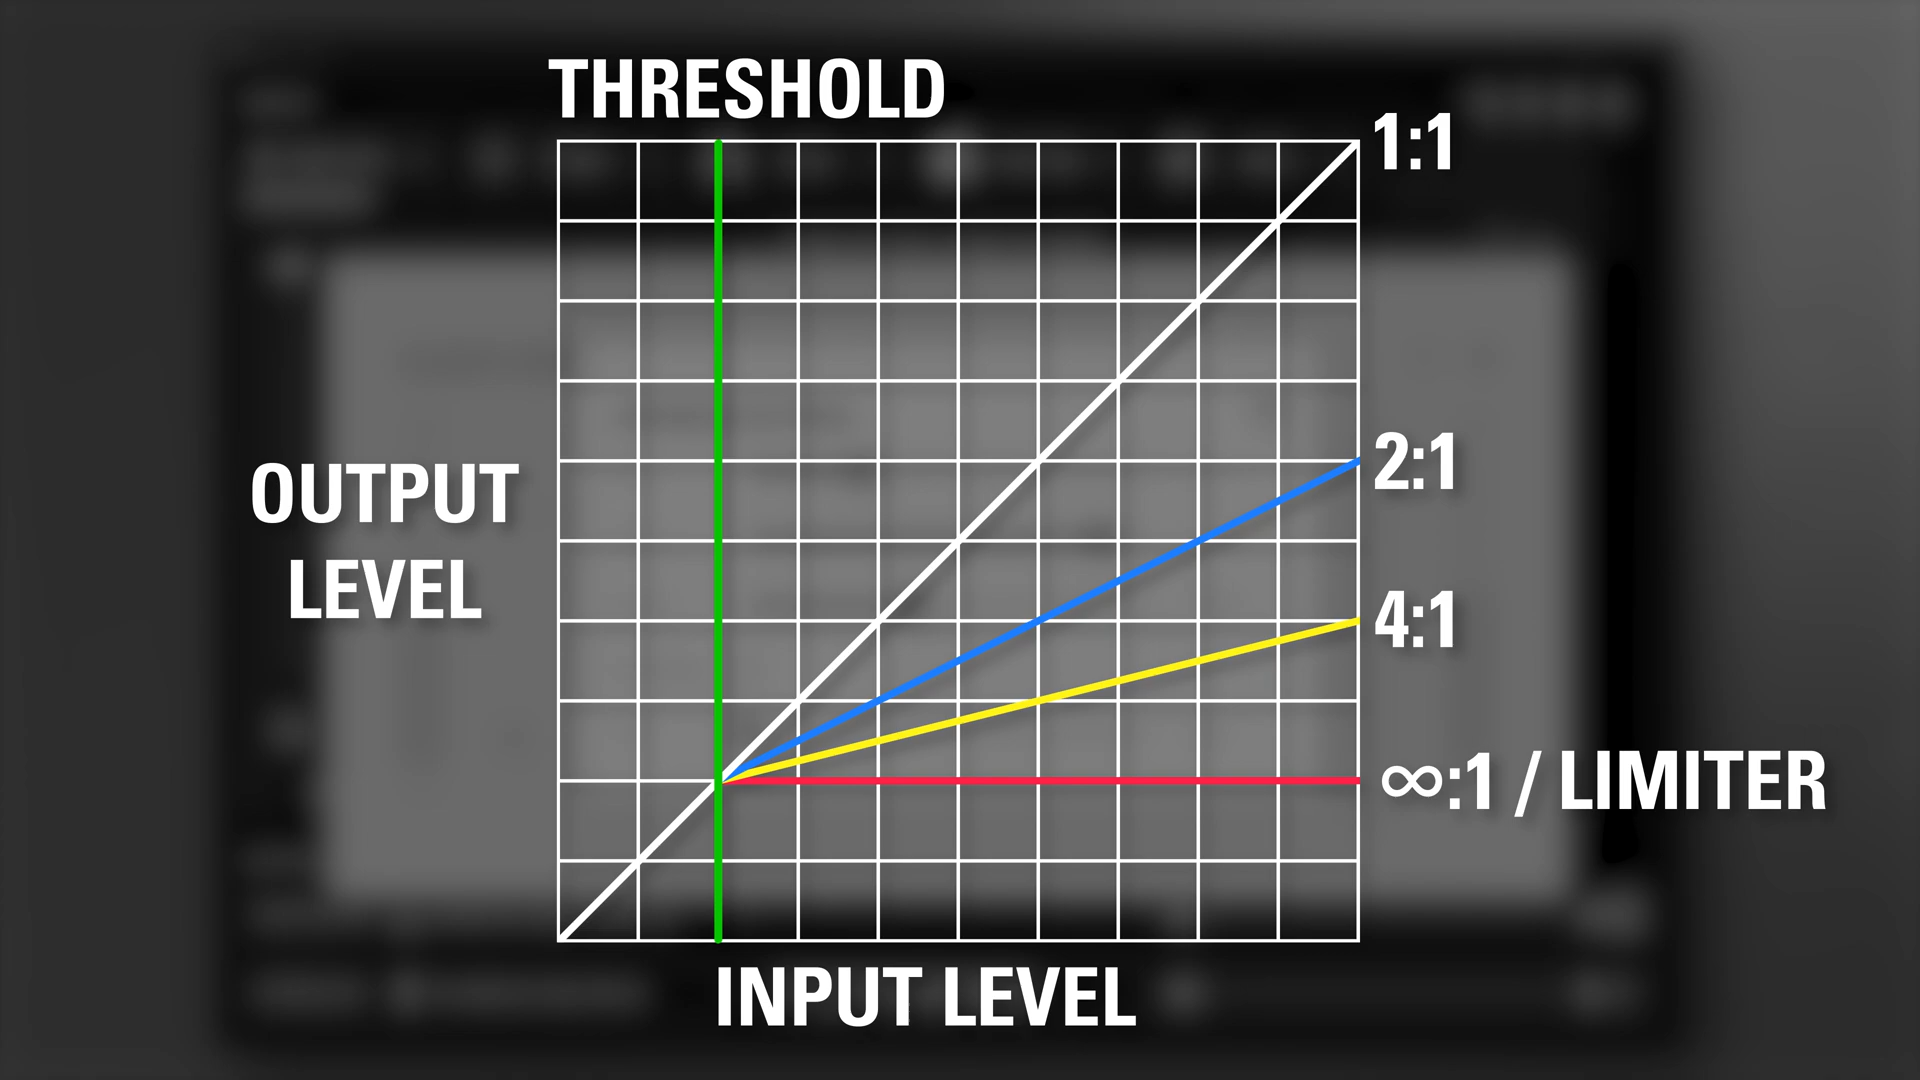 THRESHOLD
1:1
2:1
OUTPUT
LEVEL
4:1
∞:1 / LIMITER
INPUT LEVEL